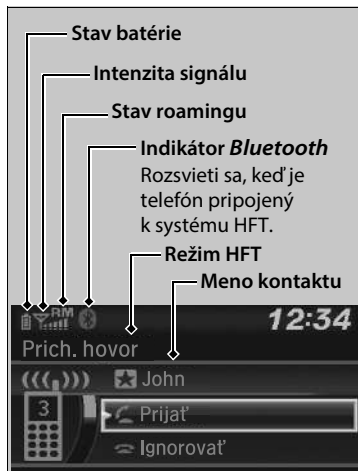 Stav batérie
Intenzita signálu
Stav roamingu
Indikátor Bluetooth
Rozsvieti sa, keď je
telefón pripojený
k systému HFT.
Režim HFT
Meno kontaktu
RM
12:34
Prich. hovor
John
3
Prijať
Ignorovať